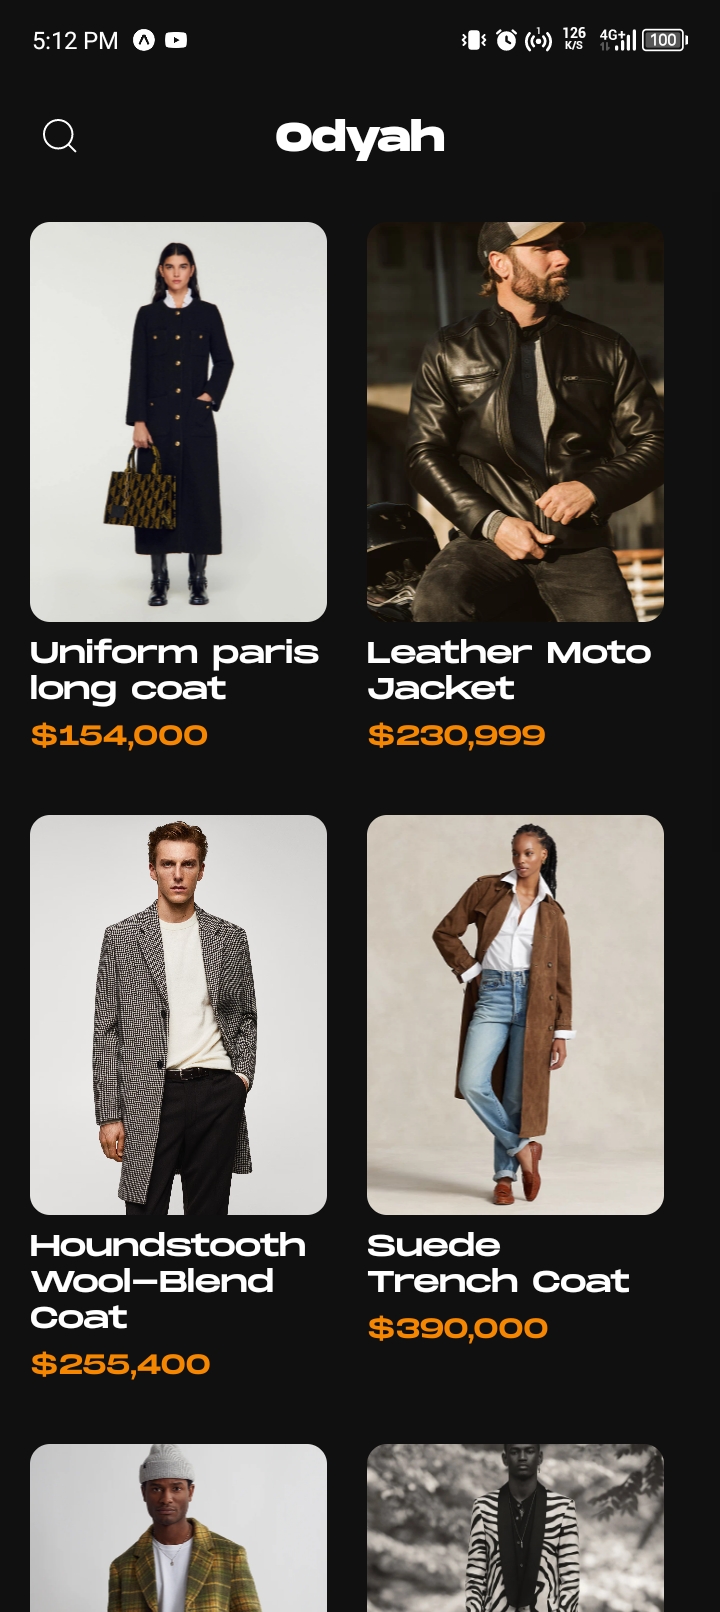 5:12 PM
1
126
K/S
4G+
100
Odyah
Uniform paris
long coat
$154,000
Leather Moto
Jacket
$230,999
Houndstooth
Wool-Blend
Coat
$255,400
Suede
Trench Coat
$390,000